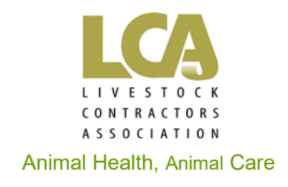 LCA
LIVESTOCK
CONTRACTORS
ASSOCIATION
Animal Health, Animal Care